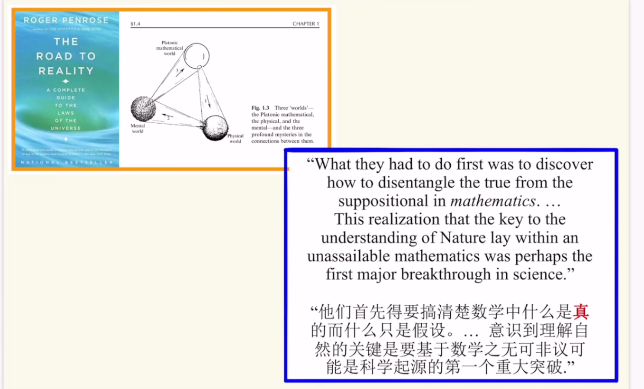 ROGER PENROSE
THE
ROAD TO
REALITY
A COMPLETE
GUIDE
TO THE
LAWS
OF THE
UNIVERSE
NATIONAL BESTSELLER
§1.4 CHAPTER 1
Platonic
mathematical
world
Mental
world
Physical
world
Fig. 1.3 Three 'worlds'—
the Platonic mathematical,
the physical, and the
mental—and the three
profound mysteries in the
connections between them.
“What they had to do first was to discover
how to disentangle the true from the
suppositional in mathematics. …
This realization that the key to the
understanding of Nature lay within an
unassailable mathematics was perhaps the
first major breakthrough in science.”
“他们首先得要搞清楚数学中什么是真
的而什么只是假设。… 意识到理解自
然的关键是要基于数学之无可非议可
能是科学起源的第一个重大突破.”